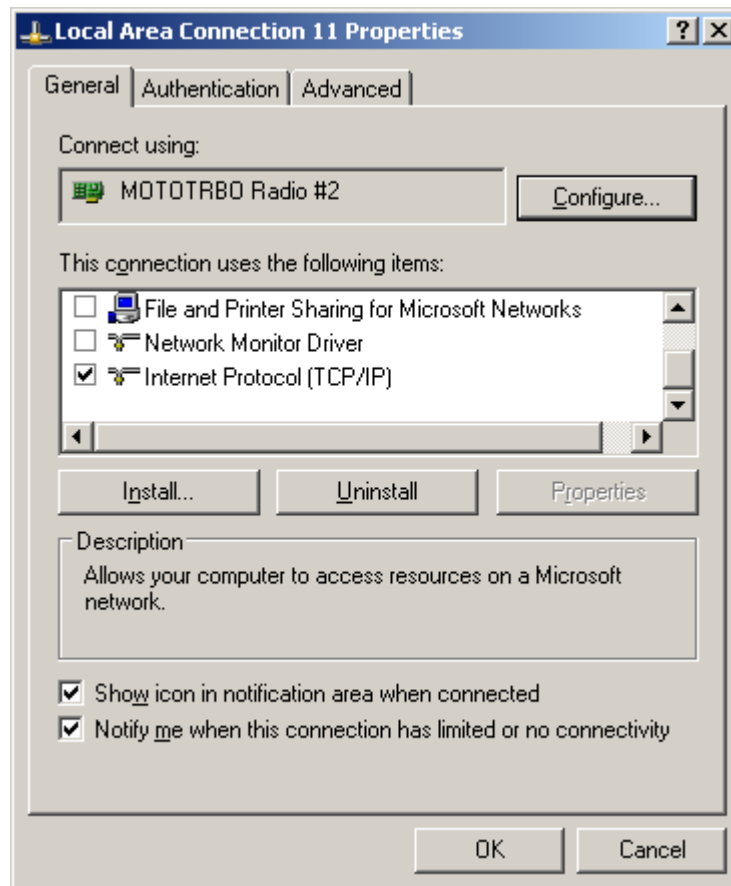 Local Area Connection 11 Properties
General Authentication Advanced
Connect using:
MOTOTRBO Radio #2
Configure...
This connection uses the following items:
File and Printer Sharing for Microsoft Networks
Network Monitor Driver
Internet Protocol (TCP/IP)
Install... Uninstall Properties
Description
Allows your computer to access resources on a Microsoft
network.
Show icon in notification area when connected
Notify me when this connection has limited or no connectivity
OK Cancel